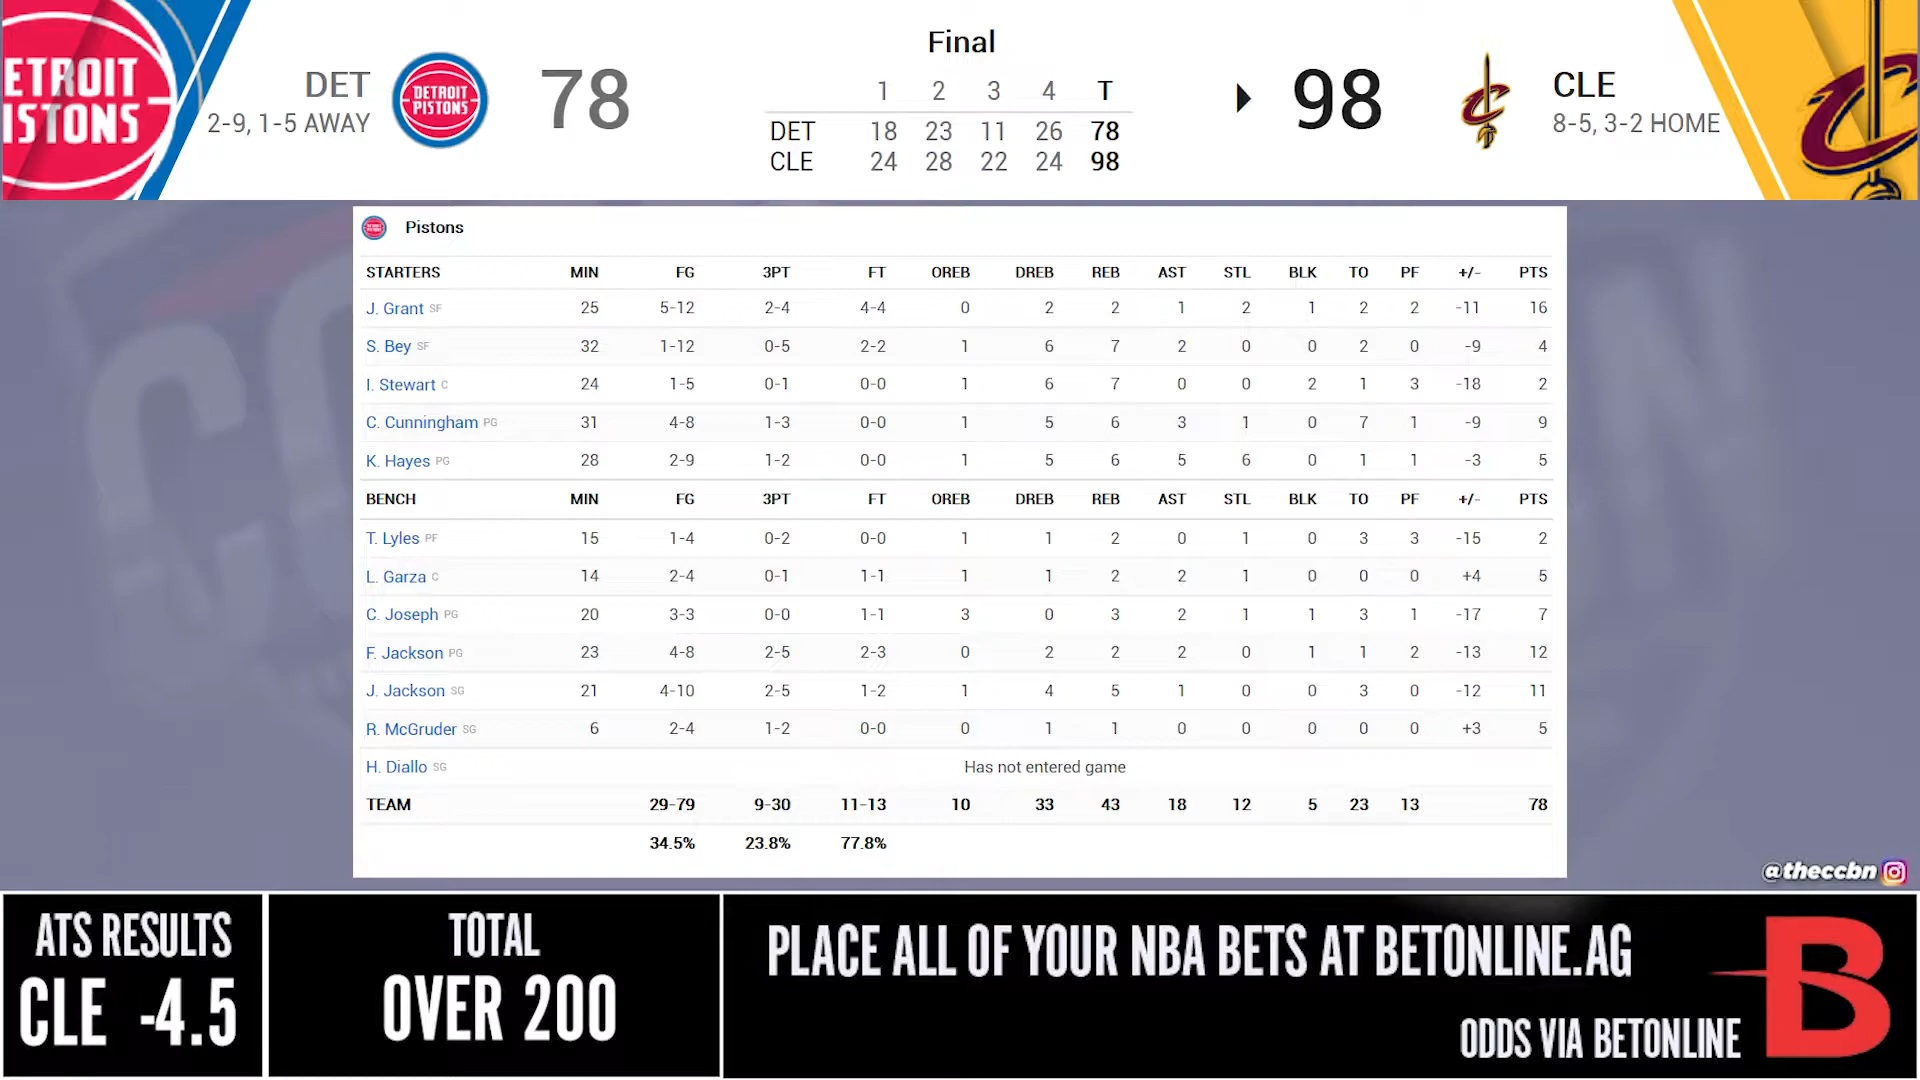 Final
ETROIT
ISTONS
DET
2-9, 1-5 AWAY
DETROIT
PISTONS
78
1 2 3 4 T
DET 18 23 11 26 78
CLE 24 28 22 24 98
98
CLE
8-5, 3-2 HOME
Pistons
STARTERS MIN FG 3PT FT OREB DREB REB AST STL BLK TO PF +/- PTS
J. Grant SF 25 5-12 2-4 4-4 0 2 2 1 2 1 2 2 -11 16
S. Bey SF 32 1-12 0-5 2-2 1 6 7 2 0 0 2 0 -9 4
I. Stewart C 24 1-5 0-1 0-0 1 6 7 0 0 2 1 3 -18 2
C. Cunningham PG 31 4-8 1-3 0-0 1 5 6 3 1 0 7 1 -9 9
K. Hayes PG 28 2-9 1-2 0-0 1 5 6 5 6 0 1 1 -3 5
BENCH MIN FG 3PT FT OREB DREB REB AST STL BLK TO PF +/- PTS
T. Lyles PF 15 1-4 0-2 0-0 1 1 2 0 1 0 3 3 -15 2
L. Garza C 14 2-4 0-1 1-1 1 1 2 2 1 0 0 0 +4 5
C. Joseph PG 20 3-3 0-0 1-1 3 0 3 2 1 1 3 1 -17 7
F. Jackson PG 23 4-8 2-5 2-3 0 2 2 2 0 1 1 2 -13 12
J. Jackson SG 21 4-10 2-5 1-2 1 4 5 1 0 0 3 0 -12 11
R. McGruder SG 6 2-4 1-2 0-0 0 1 1 0 0 0 0 0 +3 5
H. Diallo SG Has not entered game
TEAM 29-79 9-30 11-13 10 33 43 18 12 5 23 13 78
34.5% 23.8% 77.8%
@theccbn
ATS RESULTS
CLE -4.5
TOTAL
OVER 200
PLACE ALL OF YOUR NBA BETS AT BETONLINE.AG
ODDS VIA BETONLINE
B